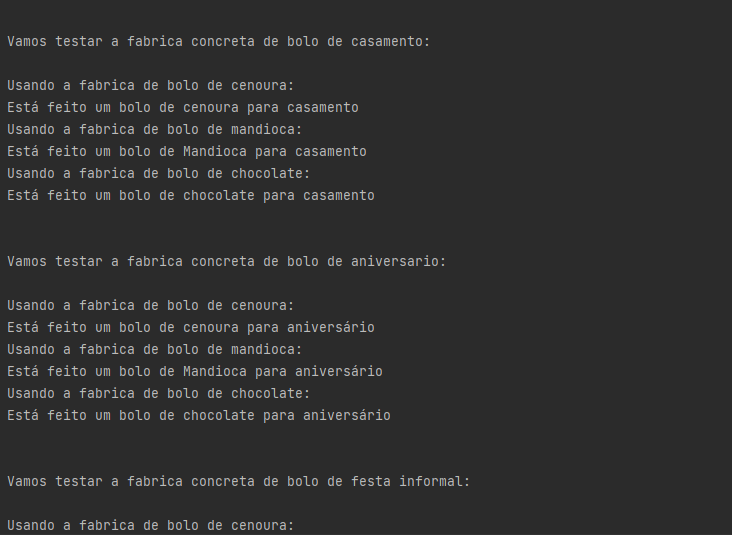 Vamos testar a fabrica concreta de bolo de casamento:
Usando a fabrica de bolo de cenoura:
Está feito um bolo de cenoura para casamento
Usando a fabrica de bolo de mandioca:
Está feito um bolo de Mandioca para casamento
Usando a fabrica de bolo de chocolate:
Está feito um bolo de chocolate para casamento
Vamos testar a fabrica concreta de bolo de aniversario:
Usando a fabrica de bolo de cenoura:
Está feito um bolo de cenoura para aniversário
Usando a fabrica de bolo de mandioca:
Está feito um bolo de Mandioca para aniversário
Usando a fabrica de bolo de chocolate:
Está feito um bolo de chocolate para aniversário
Vamos testar a fabrica concreta de bolo de festa informal:
Usando a fabrica de bolo de cenoura: